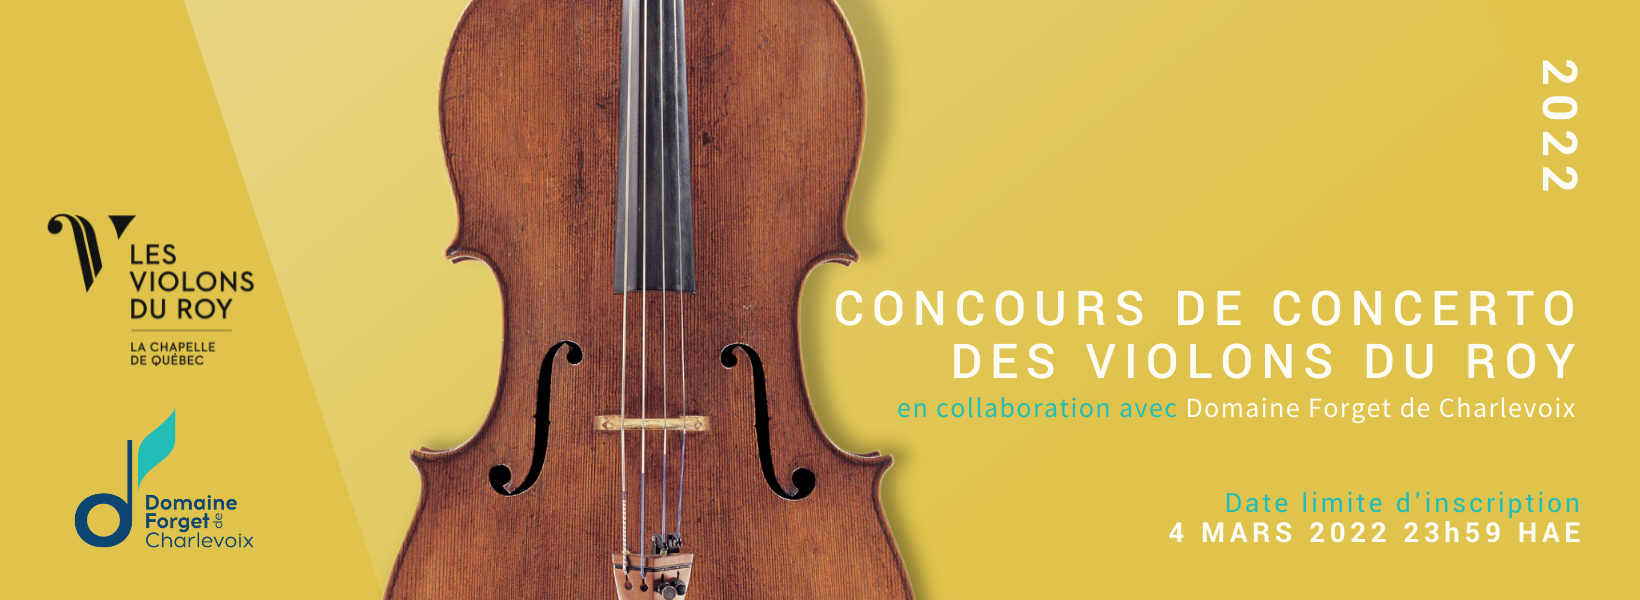 LES
VIOLONS
DU ROY
LA CHAPELLE
DE QUÉBEC
Domaine
Forget de
Charlevoix
2022
CONCOURS DE CONCERTO
DES VIOLONS DU ROY
en collaboration avec Domaine Forget de Charlevoix
Date limite d'inscription
4 MARS 2022 23h59 HAE